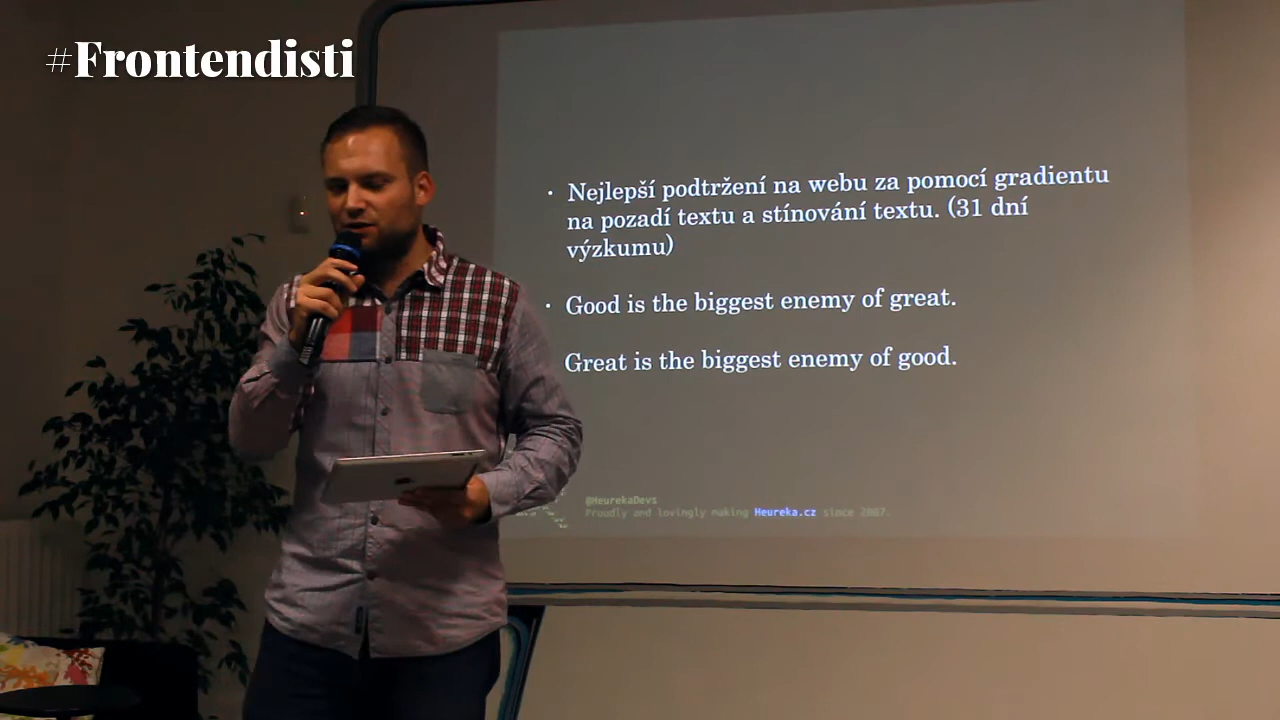 #Frontendisti
• Nejlepší podtržení na webu za pomocí gradientu
na pozadí textu a stínování textu. (31 dní
výzkumu)
• Good is the biggest enemy of great.
Great is the biggest enemy of good.
@HeurekaDevs
Proudly and lovingly making Heureka.cz since 2007.